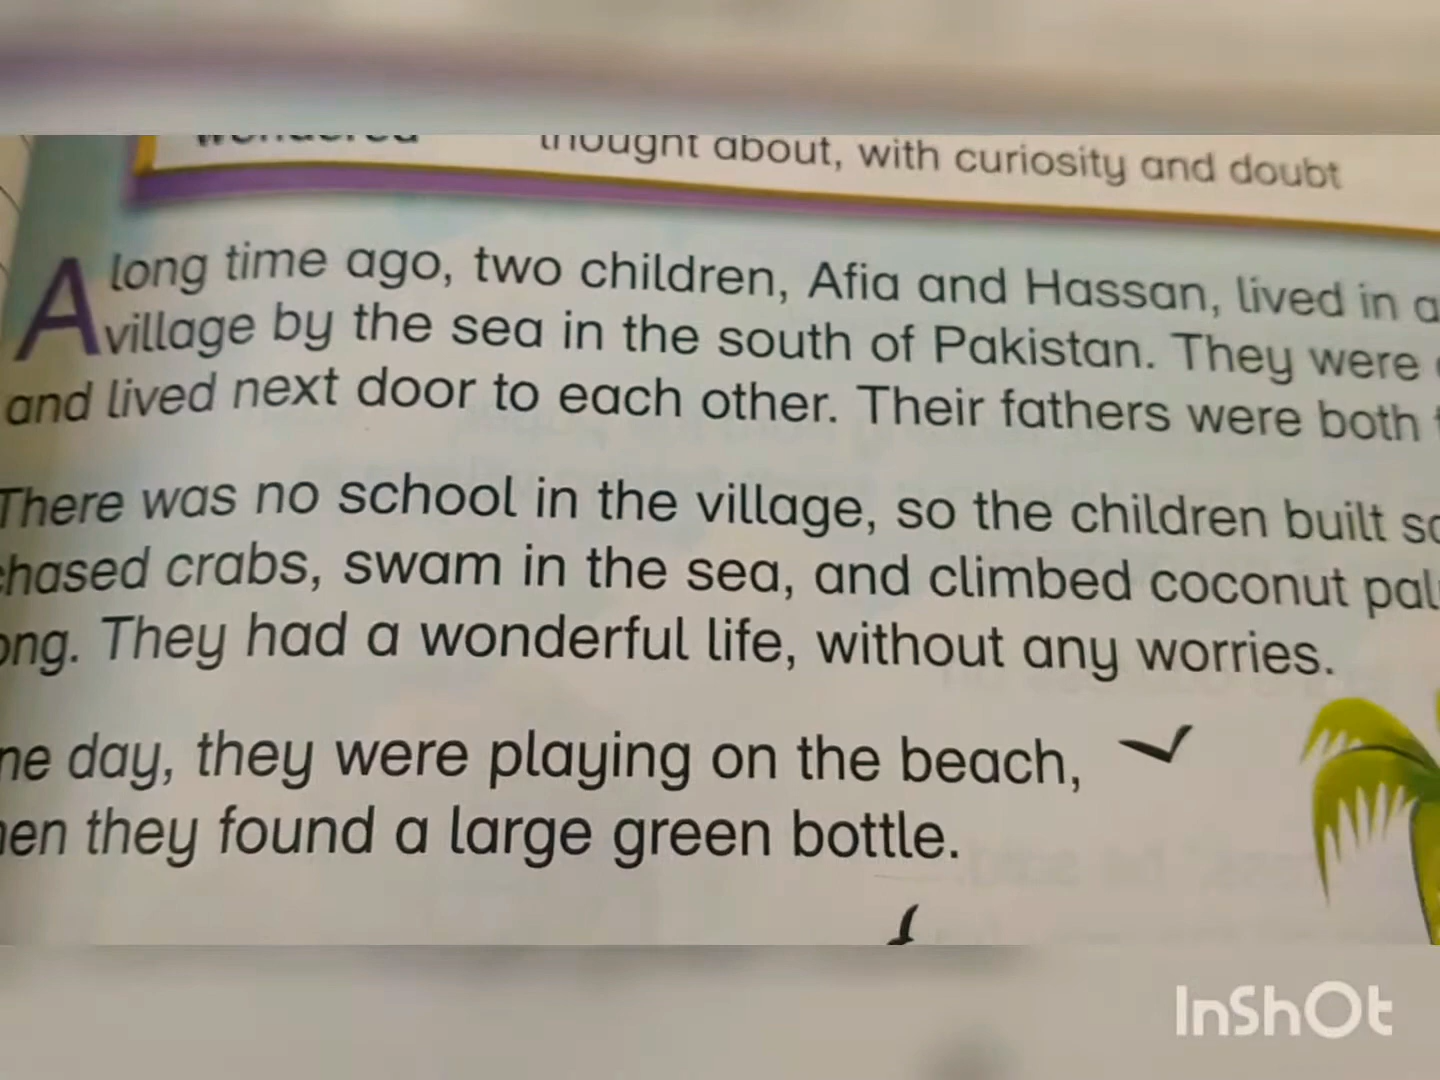 wondered thought about, with curiosity and doubt
A long time ago, two children, Afia and Hassan, lived in a
village by the sea in the south of Pakistan. They were
and lived next door to each other. Their fathers were both
There was no school in the village, so the children built
crabs, swam in the sea, and climbed coconut
They had a wonderful life, without any worries.
day, they were playing on the beach,
they found a large green bottle.
InShOt